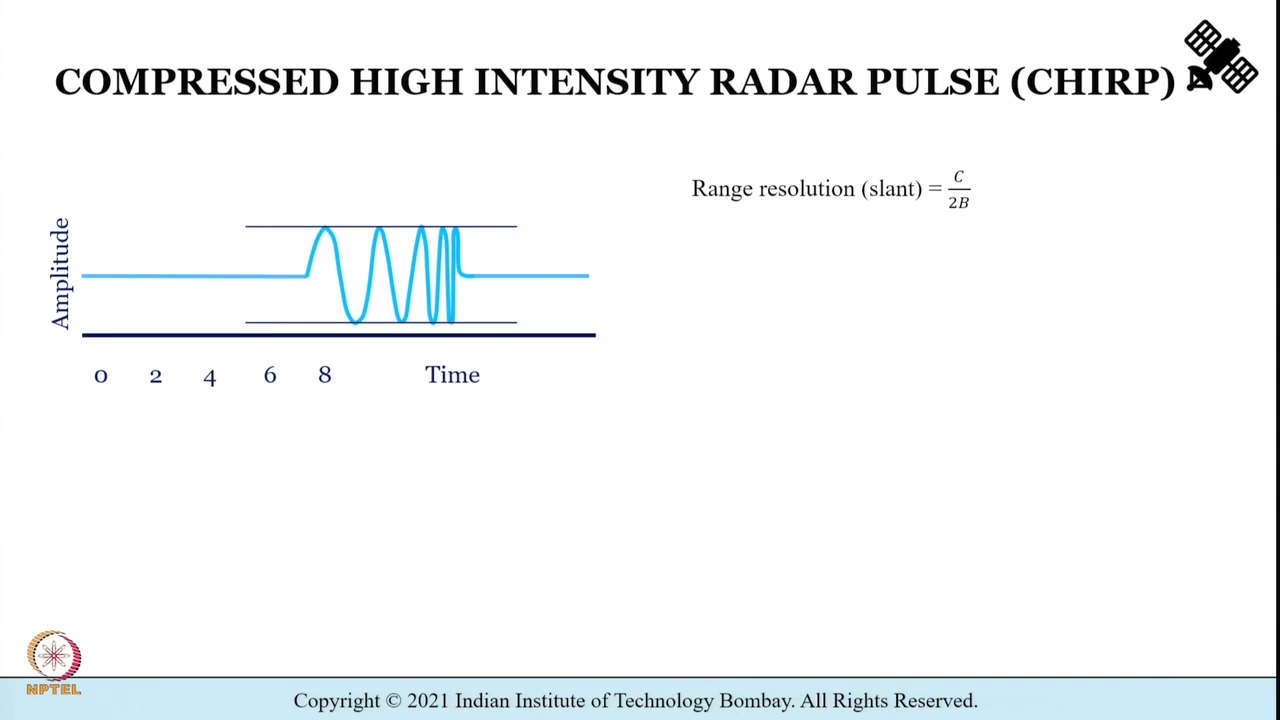 COMPRESSED HIGH INTENSITY RADAR PULSE (CHIRP)
Range resolution (slant) = C/2B
Amplitude
0 2 4 6 8 Time
NPTEL
Copyright © 2021 Indian Institute of Technology Bombay. All Rights Reserved.